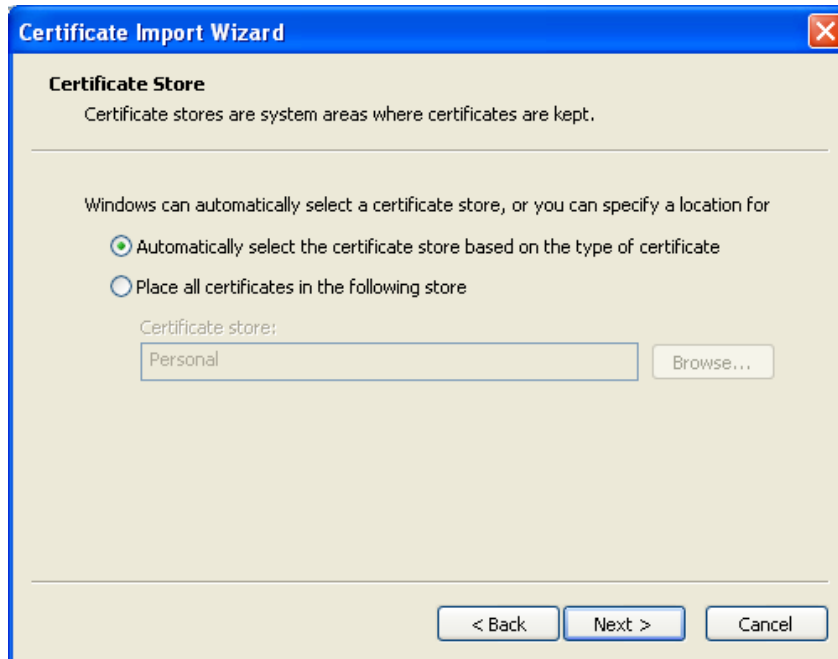 Certificate Import Wizard
Certificate Store
Certificate stores are system areas where certificates are kept.
Windows can automatically select a certificate store, or you can specify a location for
Automatically select the certificate store based on the type of certificate
Place all certificates in the following store
Certificate store:
Personal
Browse...
< Back
Next >
Cancel